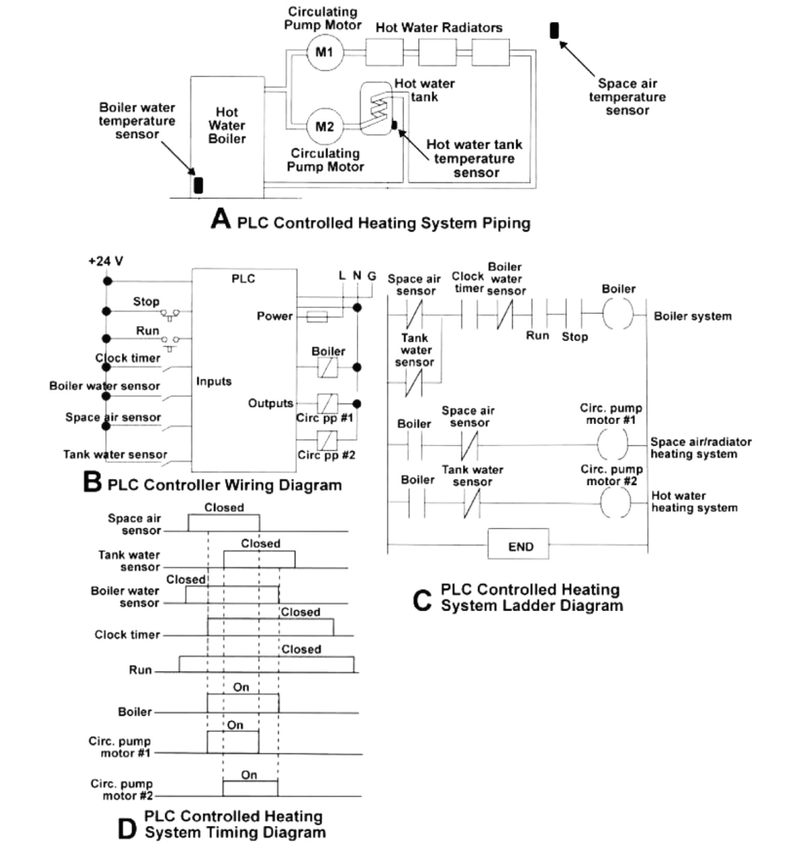 Circulating
Pump Motor
Hot Water Radiators
M1
Space air
temperature
sensor
Hot water
tank
Boiler water
temperature
sensor
Hot
Water
Boiler
M2
Circulating
Pump Motor
Hot water tank
temperature
sensor
A PLC Controlled Heating System Piping
+24 V
PLC
L N G
Stop
Power
Run
Clock timer
Boiler
Boiler water sensor
Inputs
Outputs
Space air sensor
Circ pp #1
Tank water sensor
Circ pp #2
B PLC Controller Wiring Diagram
Space air
sensor
Clock
timer
Boiler
water
sensor
Boiler
Run
Stop
Boiler system
Tank
water
sensor
Boiler
Space air
sensor
Circ. pump
motor #1
Space air/radiator
heating system
Boiler
Tank water
sensor
Circ. pump
motor #2
Hot water
heating system
END
C PLC Controlled Heating
System Ladder Diagram
Closed
Space air
sensor
Closed
Tank water
sensor
Closed
Boiler water
sensor
Closed
Clock timer
Closed
Run
On
Boiler
On
Circ. pump
motor #1
On
Circ. pump
motor #2
D PLC Controlled Heating
System Timing Diagram